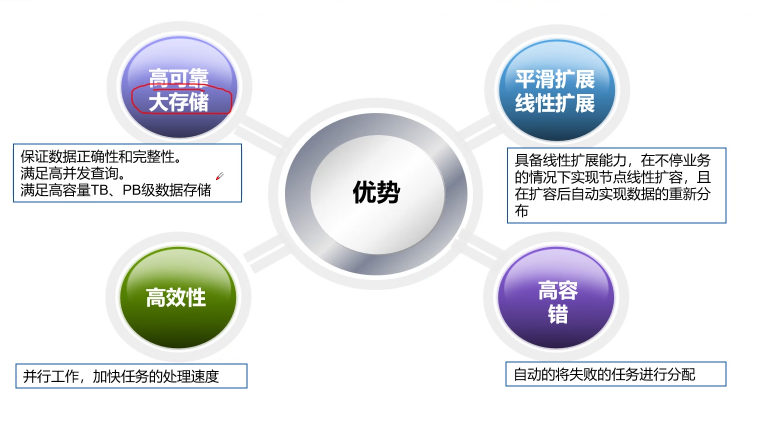 高可靠
大存储
平滑扩展
线性扩展
保证数据正确性和完整性。
满足高并发查询。
满足高容量TB、PB级数据存储
具备线性扩展能力，在不停业务
的情况下实现节点线性扩容，且
在扩容后自动实现数据的重新分
布
优势
高效性
高容
错
并行工作，加快任务的处理速度
自动的将失败的任务进行分配